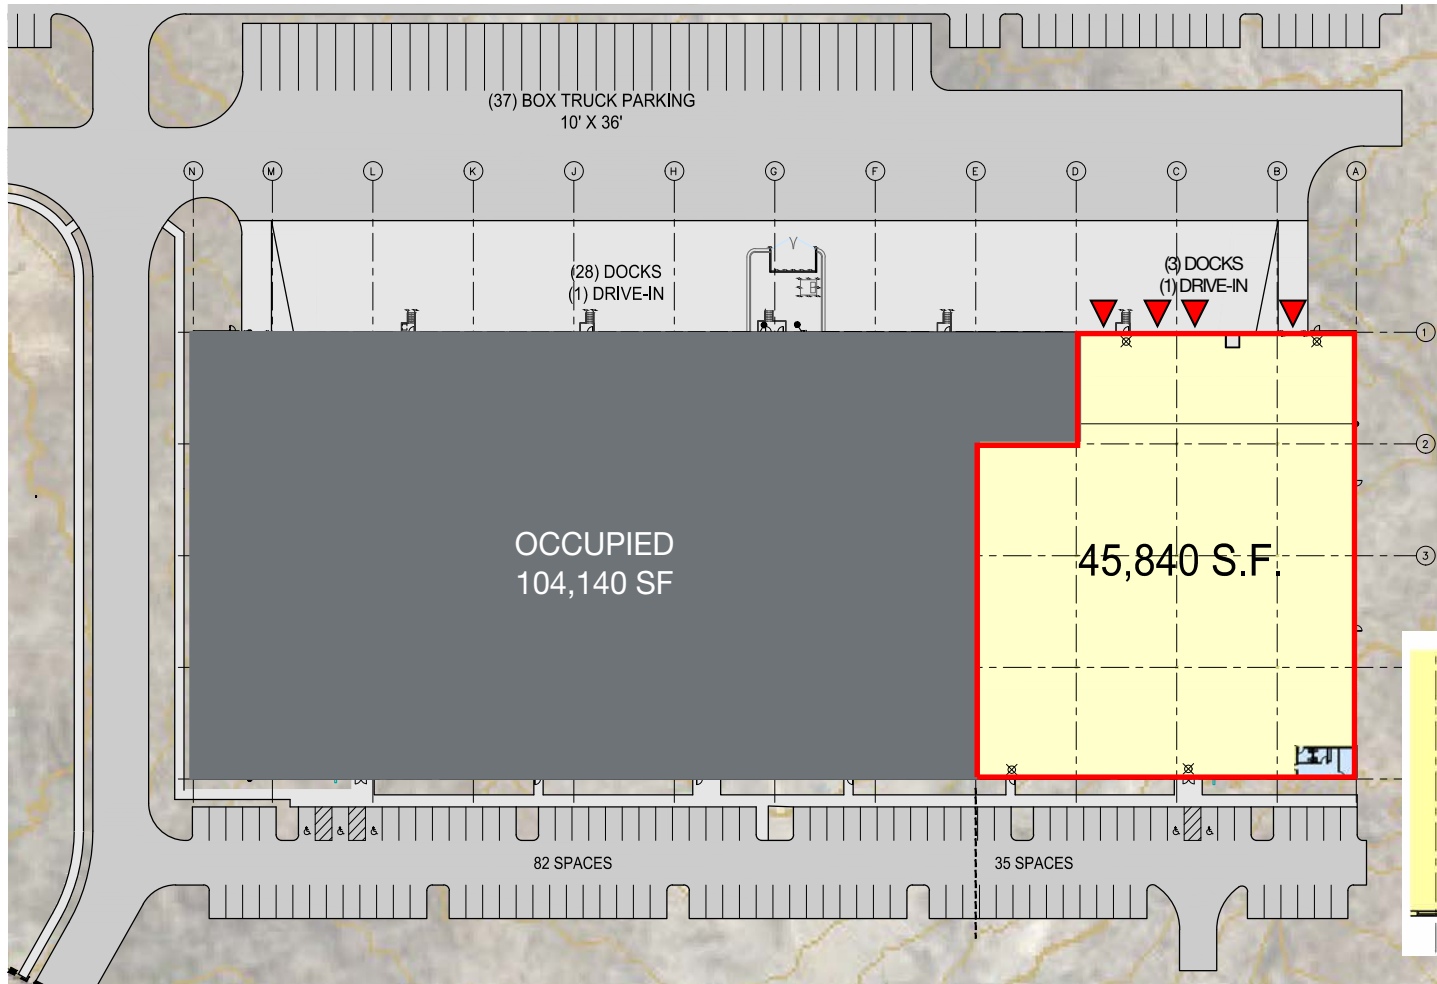 (37) BOX TRUCK PARKING
10' X 36'
N M L K J H G F E D C B A
(28) DOCKS
(1) DRIVE-IN
(3) DOCKS
(1) DRIVE-IN
1
2
OCCUPIED
104,140 SF
45,840 S.F.
3
82 SPACES
35 SPACES